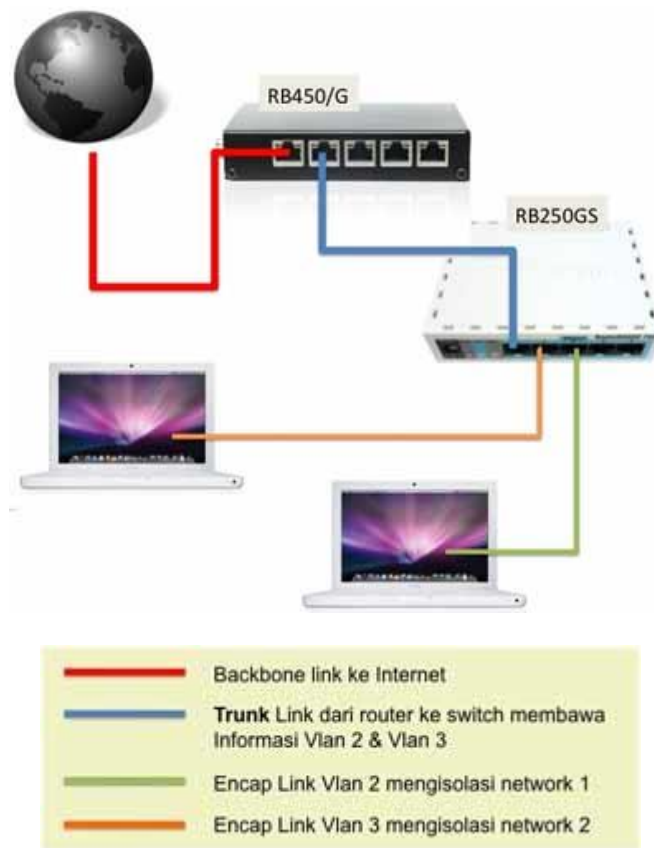 RB450/G
RB250GS
Backbone link ke Internet
Trunk Link dari router ke switch membawa
Informasi Vlan 2 & Vlan 3
Encap Link Vlan 2 mengisolasi network 1
Encap Link Vlan 3 mengisolasi network 2